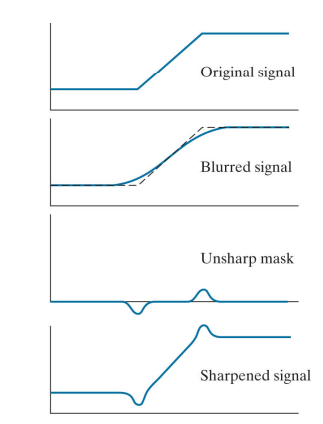 Original signal
Blurred signal
Unsharp mask
Sharpened signal